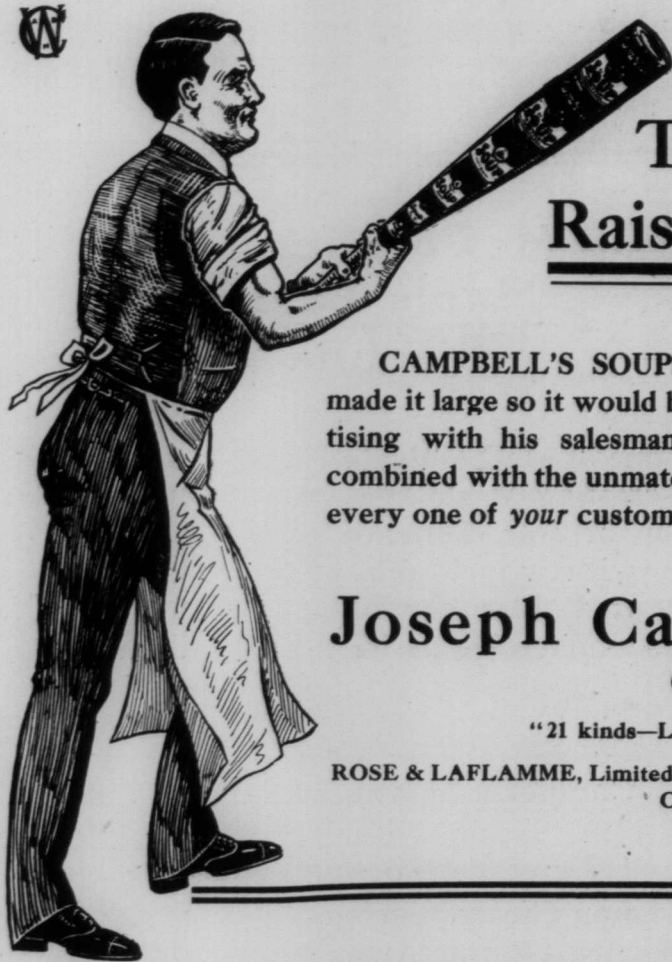 T
Rais
CAMPBELL'S SOUP
made it large so it would b
tising with his salesman
combined with the unmatc
every one of your custom
Joseph Ca
"21 kinds—L
ROSE & LAFLAMME, Limited
C